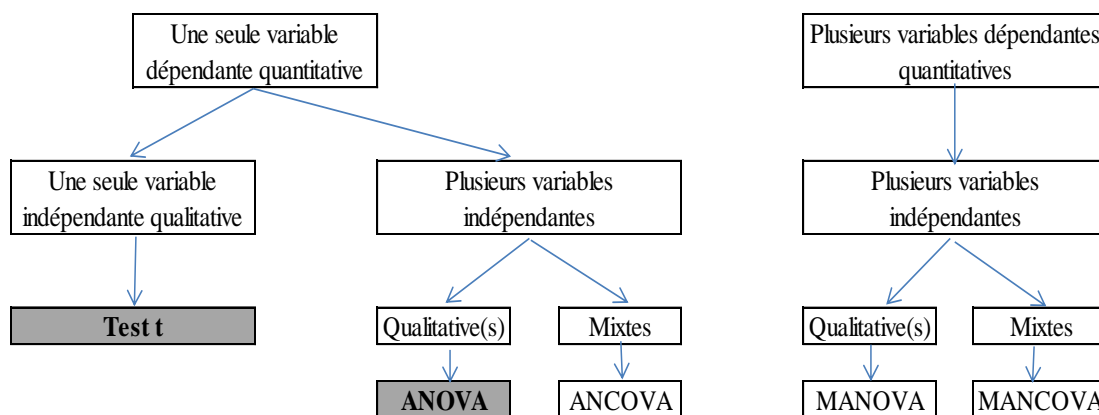 Une seule variable
dépendante quantitative
Plusieurs variables dépendantes
quantitatives
Une seule variable
indépendante qualitative
Plusieurs variables
indépendantes
Plusieurs variables
indépendantes
Test t
Qualitative(s)
Mixtes
Qualitative(s)
Mixtes
ANOVA
ANCOVA
MANOVA
MANCOVA